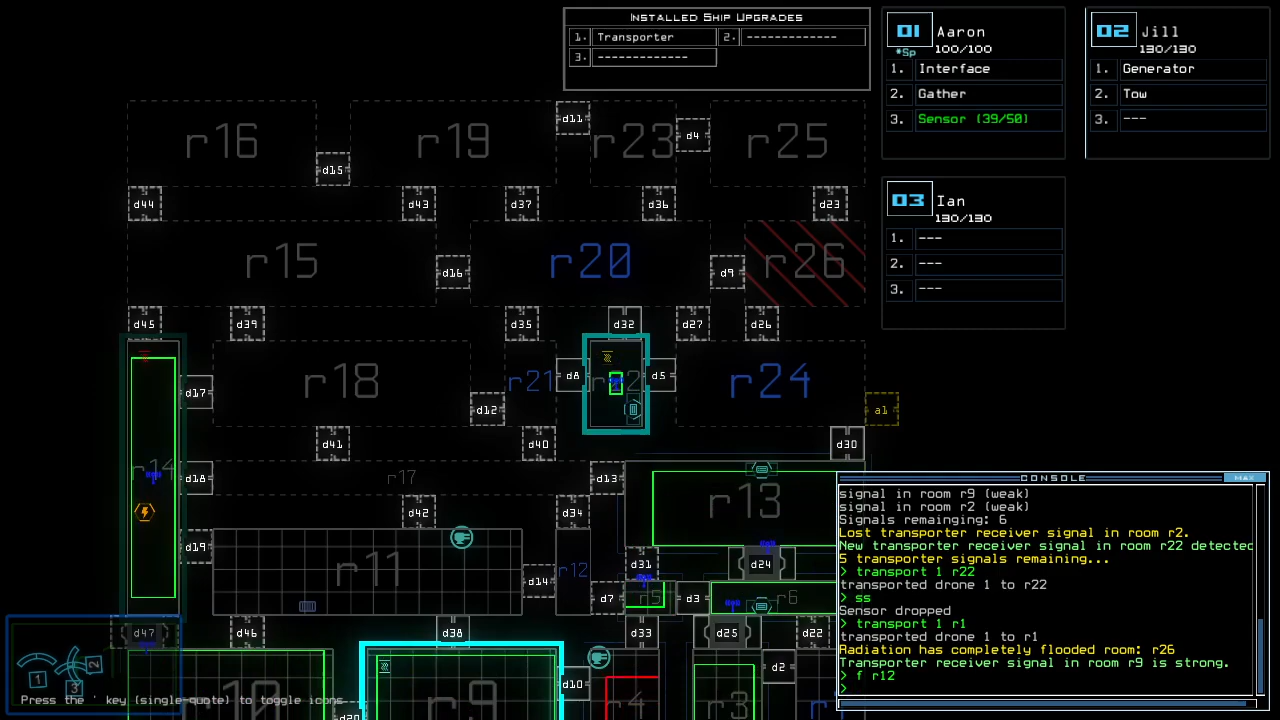 Installed Ship Upgrades
1. Transporter 2. -------------
3. -------------
01 Aaron
*Sp 100/100
1. Interface
2. Gather
3. Sensor (39/50)
02 Jill
130/130
1. Generator
2. Tow
3. ---
03 Ian
130/130
1. ---
2. ---
3. ---
d11
r16 r19 r23 d4 r25
d15
d44 d43 d37 d36 d23
r15 d16 r20 d9 r26
d45 d39 d35 d32 d27 d26
d17 r18 r21 d8 d5 r24
d12 a1
d41 d40 d30
r14 d18 r17 d13 r13
d42 d34
d19 r11 d14 r12 d31 d24
d7 r5 d3 r6
d47 d46 d38 d33 d25 d22
1 2 3
d2
r10 d20 r9 d10 r4 r3
Press the ' key (single-quote) to toggle icons
CONSOLE MAX
signal in room r9 (weak)
signal in room r2 (weak)
Signals remaining: 6
Lost transporter receiver signal in room r2.
New transporter receiver signal in room r22 detected
5 transporter signals remaining...
> transport 1 r22
transported drone 1 to r22
> ss
Sensor dropped
> transport 1 r1
transported drone 1 to r1
Radiation has completely flooded room: r26
Transporter receiver signal in room r9 is strong.
> f r12
>